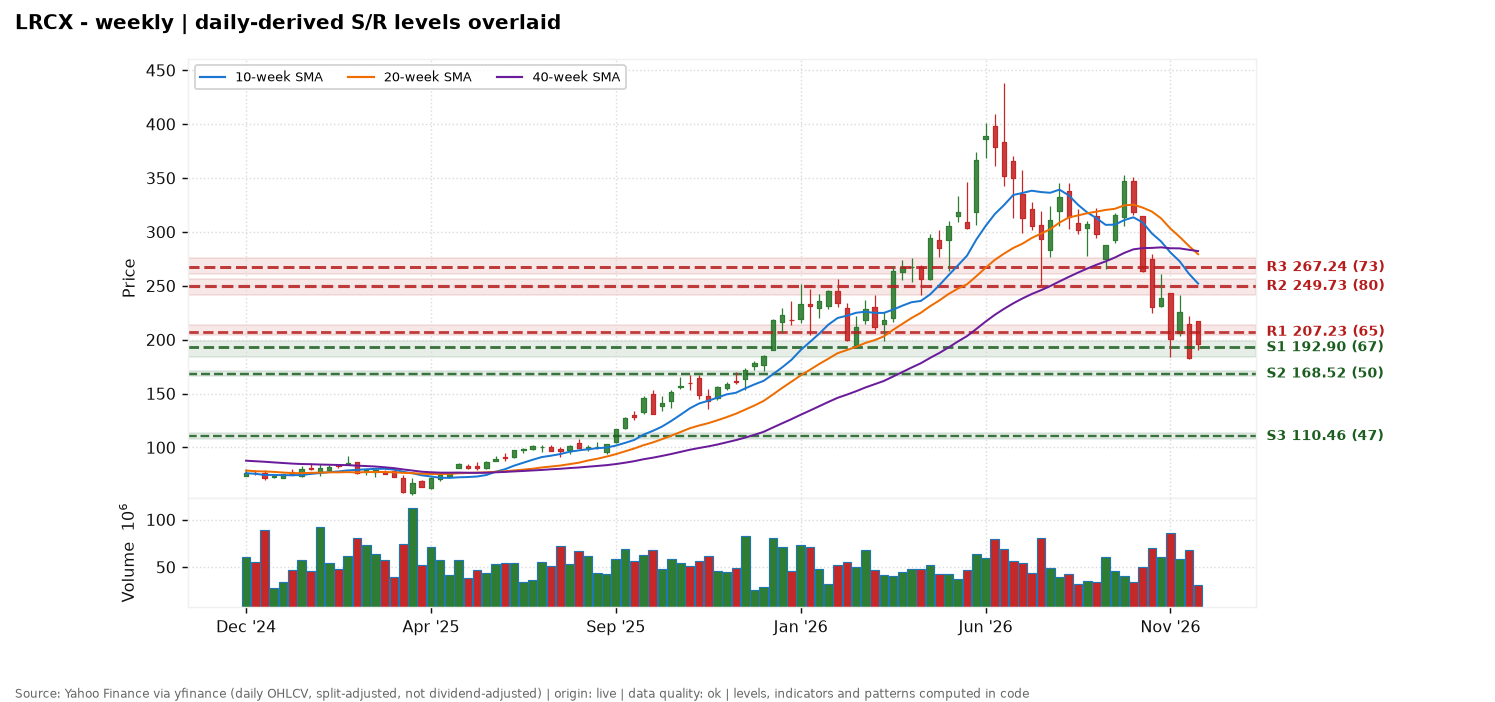 LRCX - weekly | daily-derived S/R levels overlaid
10-week SMA 20-week SMA 40-week SMA
Price
450
400
350
300
250
200
150
100
R3 267.24 (73)
R2 249.73 (80)
R1 207.23 (65)
S1 192.90 (67)
S2 168.52 (50)
S3 110.46 (47)
Volume 10⁶
100
50
Dec '24 Apr '25 Sep '25 Jan '26 Jun '26 Nov '26
Source: Yahoo Finance via yfinance (daily OHLCV, split-adjusted, not dividend-adjusted) | origin: live | data quality: ok | levels, indicators and patterns computed in code